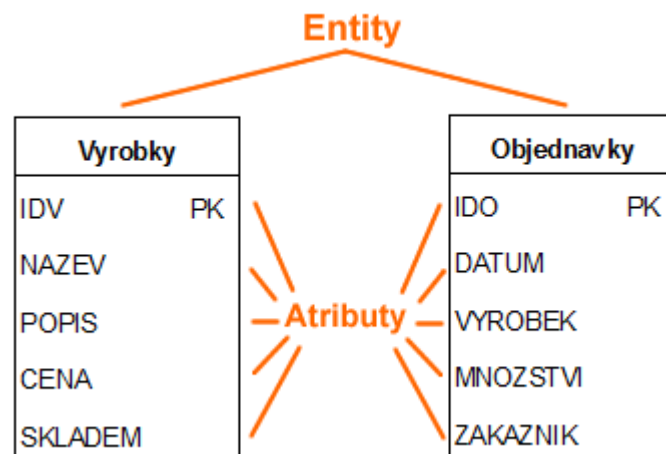 Entity
Vyrobky
IDV PK
NAZEV
POPIS
CENA
SKLADEM
Atributy
Objednavky
IDO PK
DATUM
VYROBEK
MNOZSTVI
ZAKAZNIK